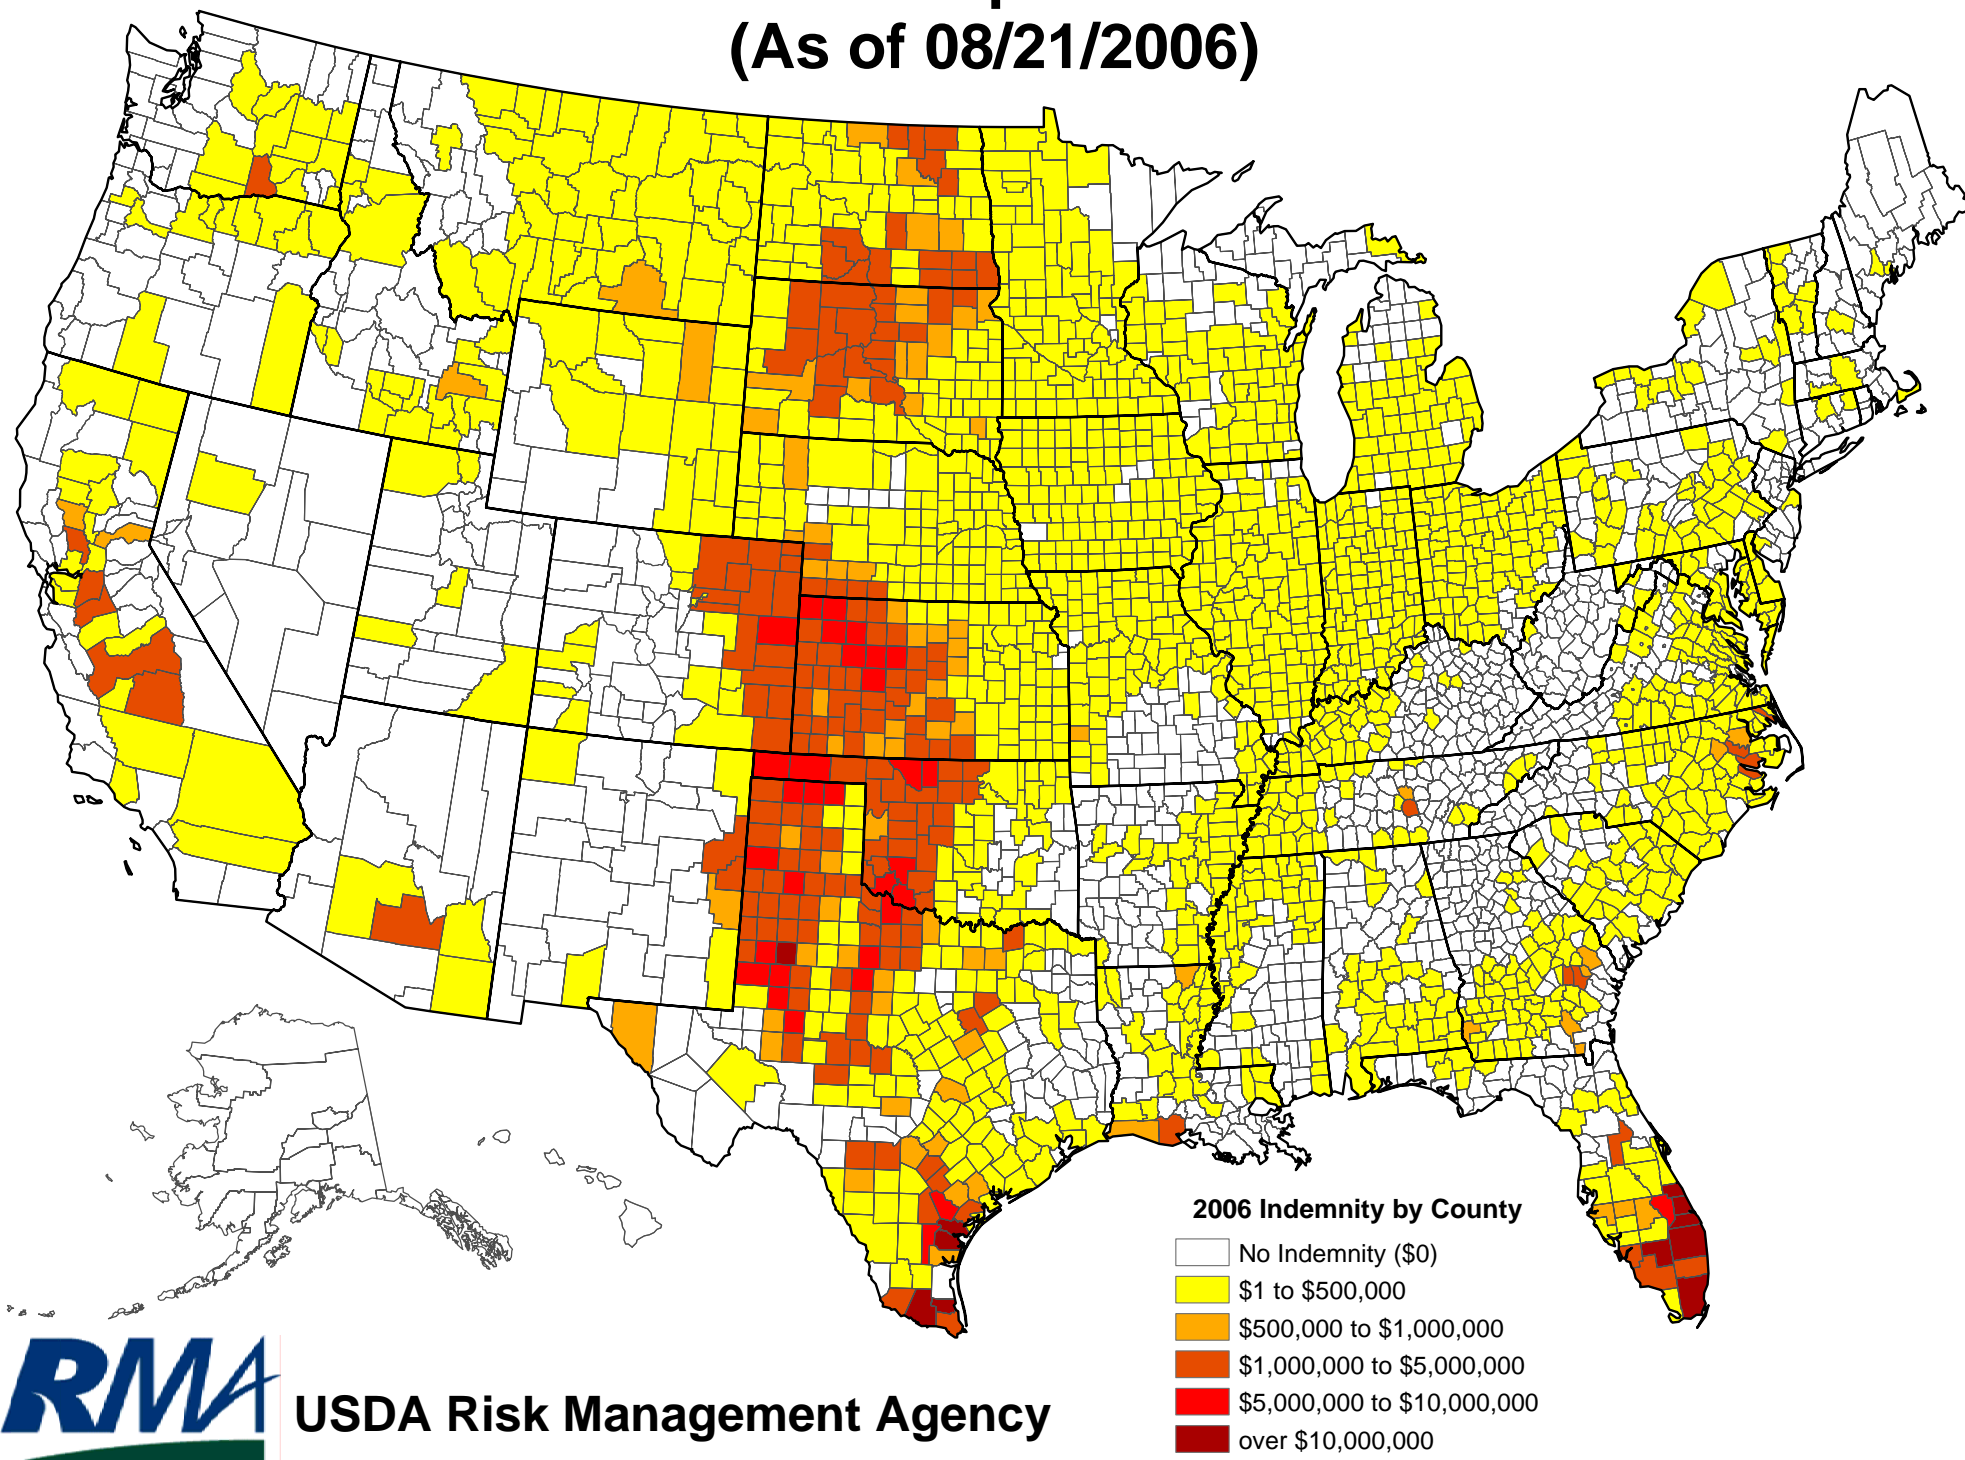 (As of 08/21/2006)
2006 Indemnity by County
No Indemnity ($0)
$1 to $500,000
$500,000 to $1,000,000
$1,000,000 to $5,000,000
$5,000,000 to $10,000,000
over $10,000,000
RMA
USDA Risk Management Agency